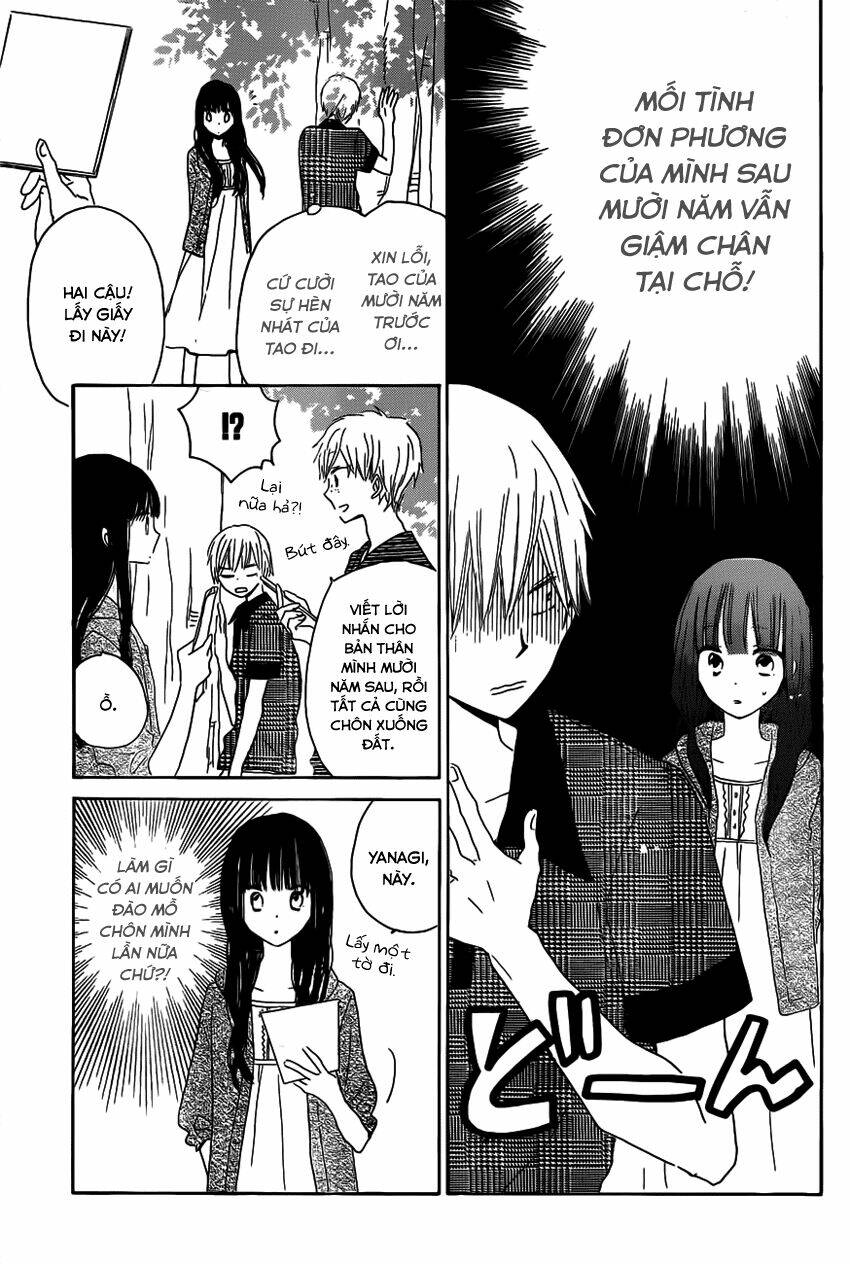 MỐI TÌNH
ĐƠN PHƯƠNG
CỦA MÌNH SAU
MƯỜI NĂM VẪN
GIẬM CHÂN
TẠI CHỖ!
どーん
XIN LỖI,
TAO CỦA
MƯỜI NĂM
TRƯỚC
ƠI...
CỨ CƯỜI
SỰ HÈN
NHÁT CỦA
TAO ĐI...
HAI CẬU!
LẤY GIẤY
ĐI NÀY!
!?
Lại
nữa hả?!
Bút đây.
VIẾT LỜI
NHẮN CHO
BẢN THÂN
MÌNH MƯỜI
NĂM SAU, RỒI
TẤT CẢ CÙNG
CHÔN XUỐNG
ĐẤT.
Ồ.
YANAGI,
NÀY.
Lấy một
tờ đi.
LÀM GÌ
CÓ AI MUỐN
ĐÀO MỒ
CHÔN MÌNH
LẦN NỮA
CHỨ?!